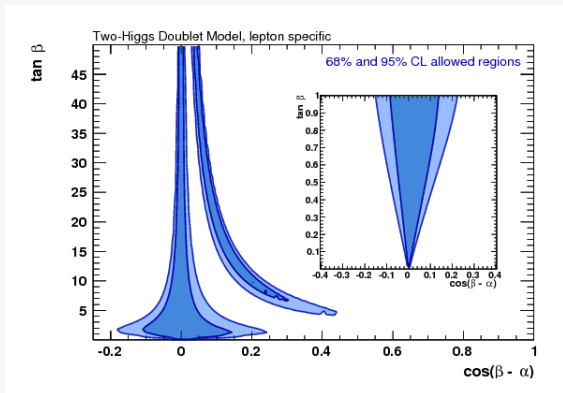 Two-Higgs Doublet Model, lepton specific
tan β
68% and 95% CL allowed regions
45
40
35
30
25
20
15
10
5
-0.2 0 0.2 0.4 0.6 0.8 1
cos(β - α)
tan β
1
0.9
0.8
0.7
0.6
0.5
0.4
0.3
0.2
0.1
-0.4 -0.3 -0.2 -0.1 0 0.1 0.2 0.3 0.4
cos(β - α)